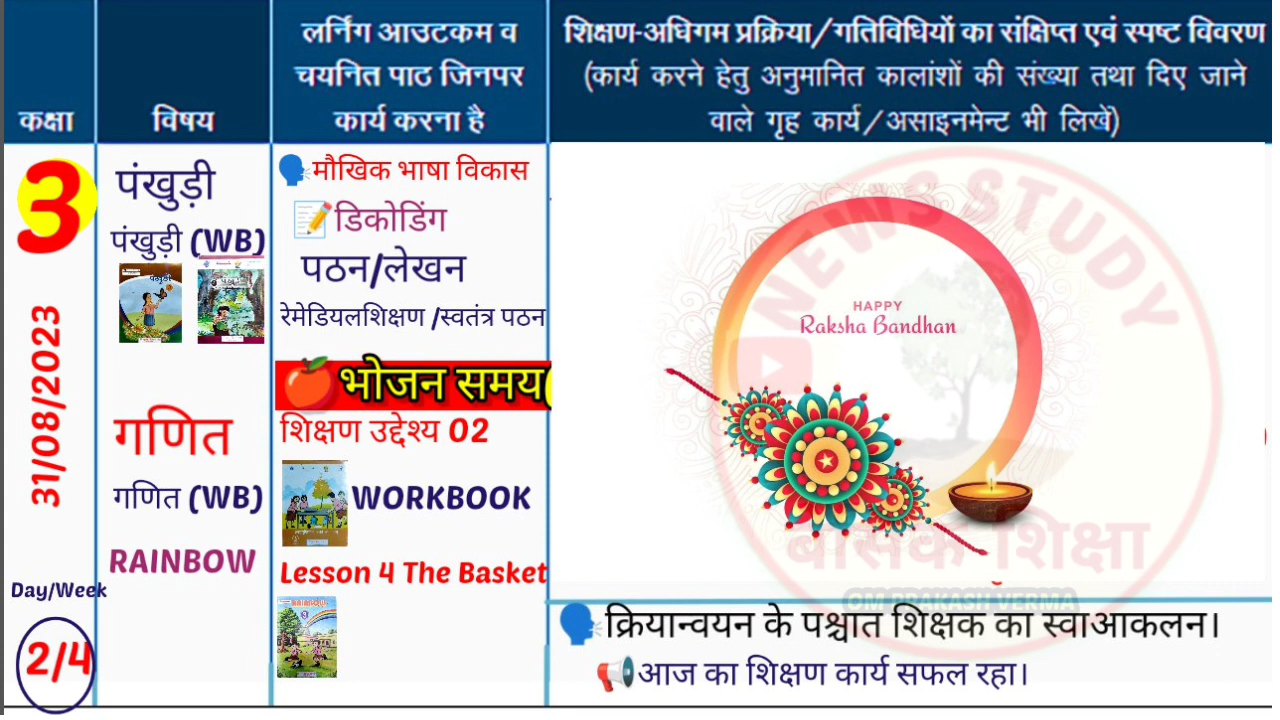 कक्षा
विषय
लर्निंग आउटकम व
चयनित पाठ जिनपर
कार्य करना है
शिक्षण-अधिगम प्रक्रिया/गतिविधियों का संक्षिप्त एवं स्पष्ट विवरण
(कार्य करने हेतु अनुमानित कालांशों की संख्या तथा दिए जाने
वाले गृह कार्य/असाइनमेन्ट भी लिखें)
3
31/08/2023
Day/Week
2/4
पंखुड़ी
पंखुड़ी (WB)
गणित
गणित (WB)
RAINBOW
मौखिक भाषा विकास
डिकोडिंग
पठन/लेखन
रेमेडियलशिक्षण /स्वतंत्र पठन
भोजन समय(
शिक्षण उद्देश्य 02
WORKBOOK
Lesson 4 The Basket
NEWS STUDY
HAPPY
Raksha Bandhan
बेसिक शिक्षा
OM PRAKASH VERMA
क्रियान्वयन के पश्चात शिक्षक का स्वाआकलन।
आज का शिक्षण कार्य सफल रहा।